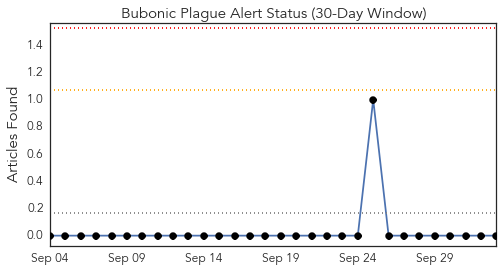 Bubonic Plague Alert Status (30-Day Window)
Articles Found
1.4
1.2
1.0
0.8
0.6
0.4
0.2
0.0
Sep 04 Sep 09 Sep 14 Sep 19 Sep 24 Sep 29